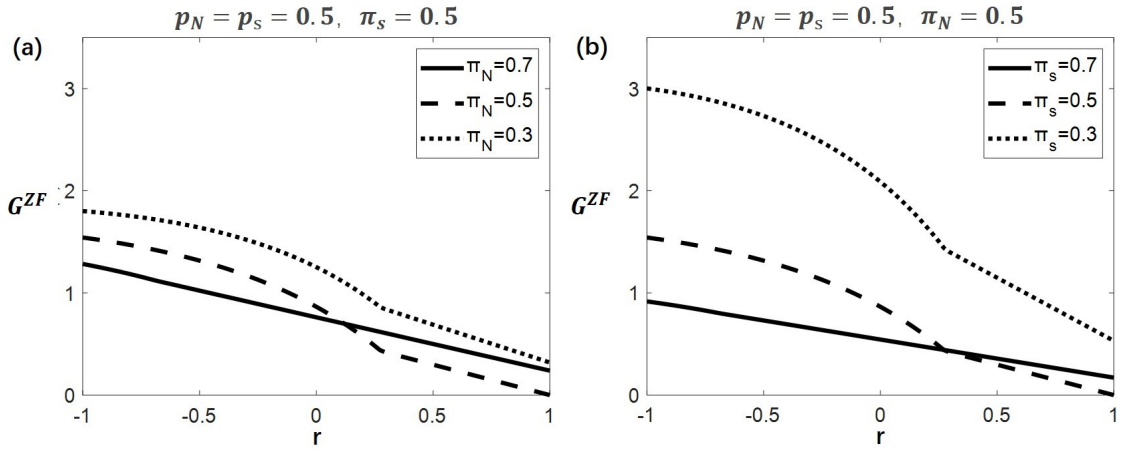 p_N = p_s = 0.5, π_s = 0.5
(a)
π_N=0.7
π_N=0.5
π_N=0.3
G^ZF
3
2
1
0
-1 -0.5 0 0.5 1
r
p_N = p_s = 0.5, π_N = 0.5
(b)
π_s=0.7
π_s=0.5
π_s=0.3
G^ZF
3
2
1
0
-1 -0.5 0 0.5 1
r